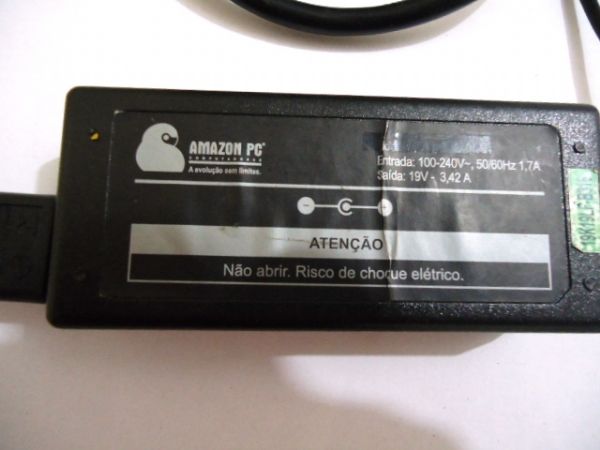 AMAZON PC
COMPUTADORES
A evolução sem limites.
Entrada: 100-240V~, 50/60Hz 1,7A
Saída: 19V - 3,42 A
ATENÇÃO
Não abrir. Risco de choque elétrico.